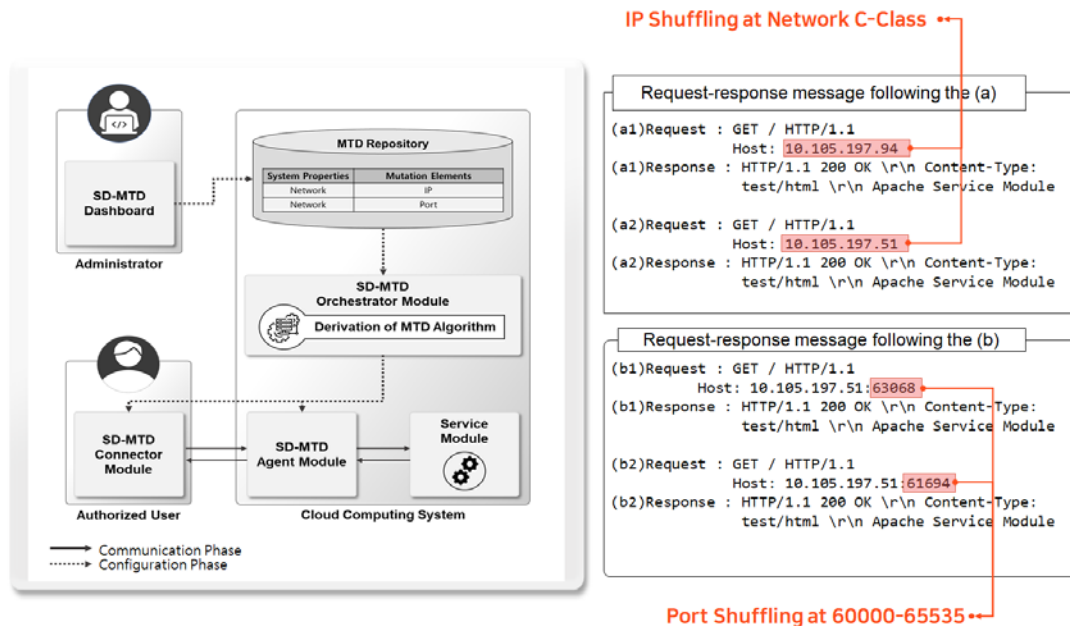 IP Shuffling at Network C-Class
SD-MTD
Dashboard
Administrator
MTD Repository
System Properties Mutation Elements
Network IP
Network Port
SD-MTD
Orchestrator Module
Derivation of MTD Algorithm
SD-MTD
Connector
Module
Authorized User
SD-MTD
Agent Module
Service
Module
Cloud Computing System
Communication Phase
Configuration Phase
Request-response message following the (a)
(a1)Request : GET / HTTP/1.1
Host: 10.105.197.94
(a1)Response : HTTP/1.1 200 OK \r\n Content-Type:
test/html \r\n Apache Service Module
(a2)Request : GET / HTTP/1.1
Host: 10.105.197.51
(a2)Response : HTTP/1.1 200 OK \r\n Content-Type:
test/html \r\n Apache Service Module
Request-response message following the (b)
(b1)Request : GET / HTTP/1.1
Host: 10.105.197.51:63068
(b1)Response : HTTP/1.1 200 OK \r\n Content-Type:
test/html \r\n Apache Service Module
(b2)Request : GET / HTTP/1.1
Host: 10.105.197.51:61694
(b2)Response : HTTP/1.1 200 OK \r\n Content-Type:
test/html \r\n Apache Service Module
Port Shuffling at 60000-65535